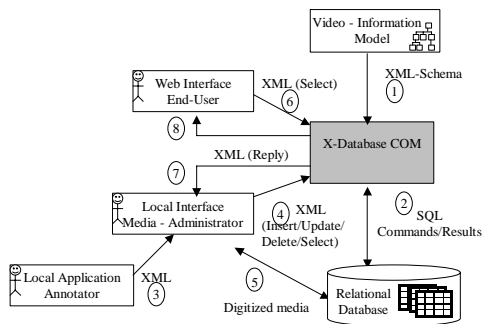 Video - Information
Model
XML-Schema
1
Web Interface
End-User
XML (Select)
6
8
X-Database COM
XML (Reply)
7
Local Interface
Media - Administrator
4
XML
(Insert/Update/
Delete/Select)
2
SQL
Commands/Results
Local Application
Annotator
XML
3
5
Digitized media
Relational
Database